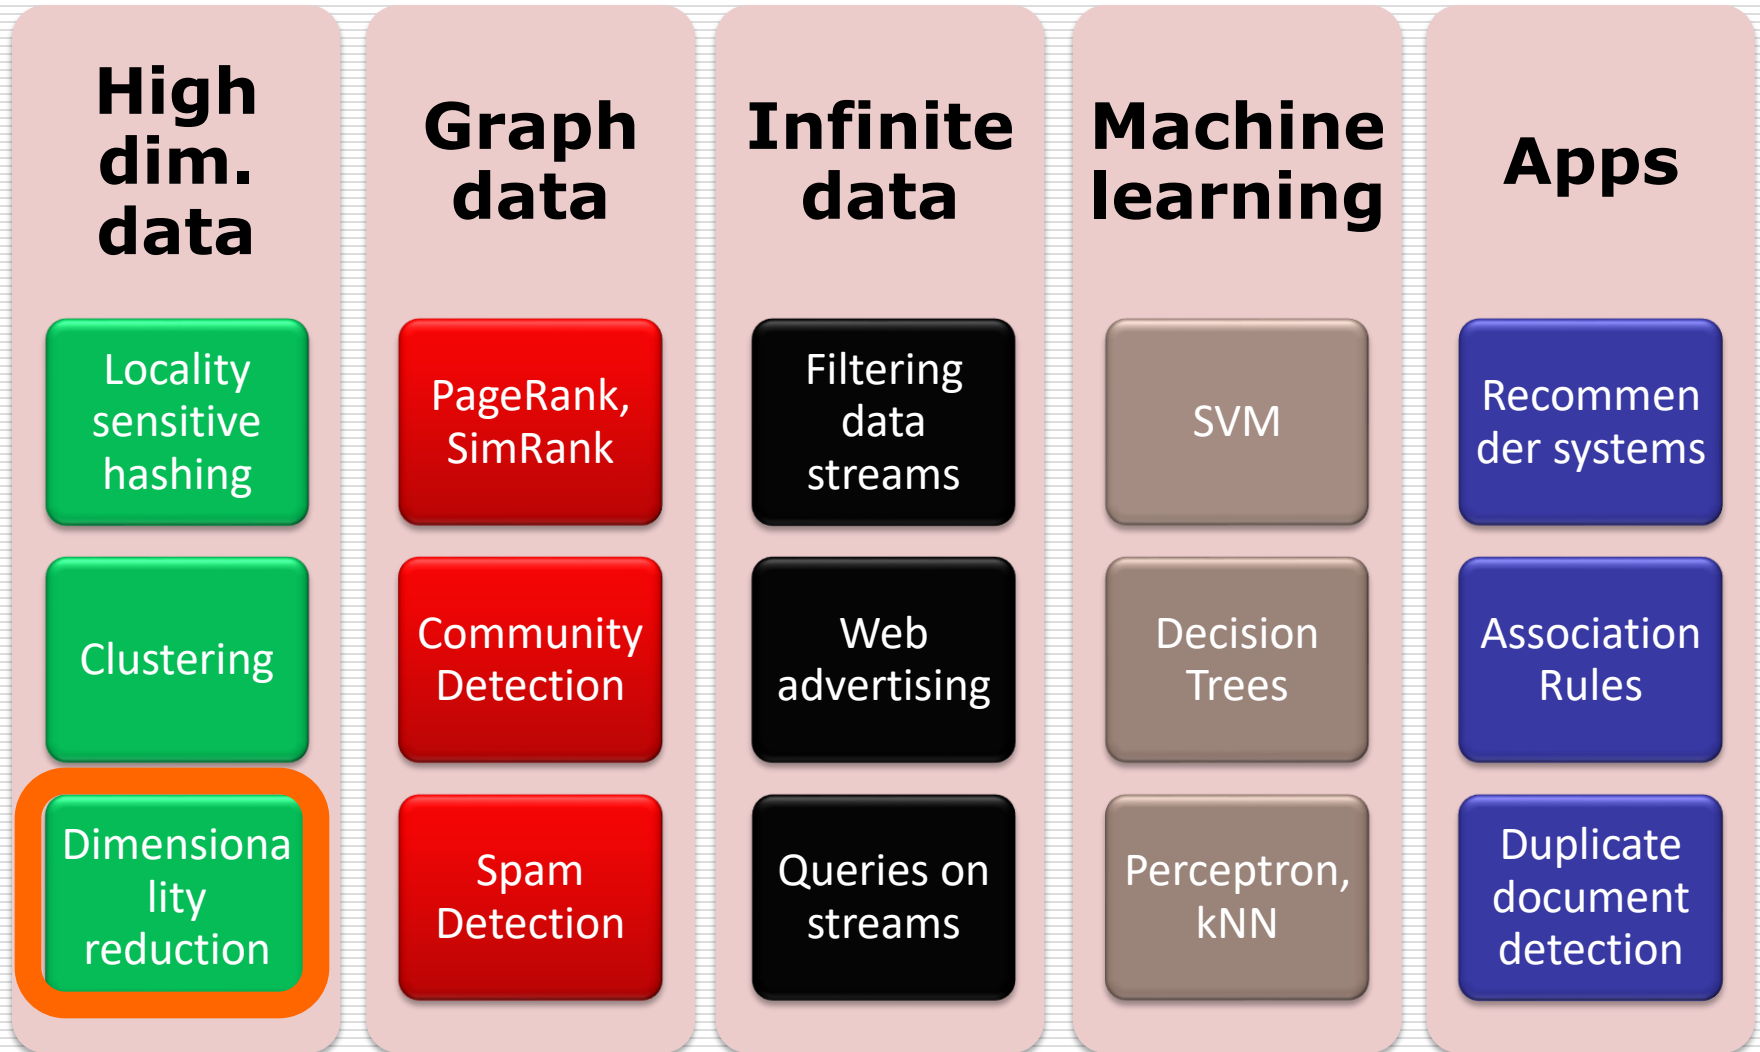 High
dim.
data
Locality
sensitive
hashing
Clustering
Dimensiona
lity
reduction
Graph
data
PageRank,
SimRank
Community
Detection
Spam
Detection
Infinite
data
Filtering
data
streams
Web
advertising
Queries on
streams
Machine
learning
SVM
Decision
Trees
Perceptron,
kNN
Apps
Recommen
der systems
Association
Rules
Duplicate
document
detection